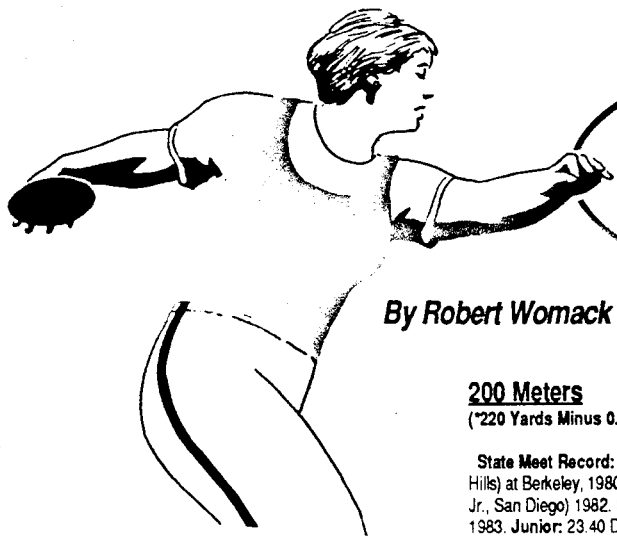 By Robert Womack
200 Meters
(*220 Yards Minus 0.
State Meet Record:
Hills) at Berkeley, 1980
Jr., San Diego) 1982.
1983. Junior: 23.40 D